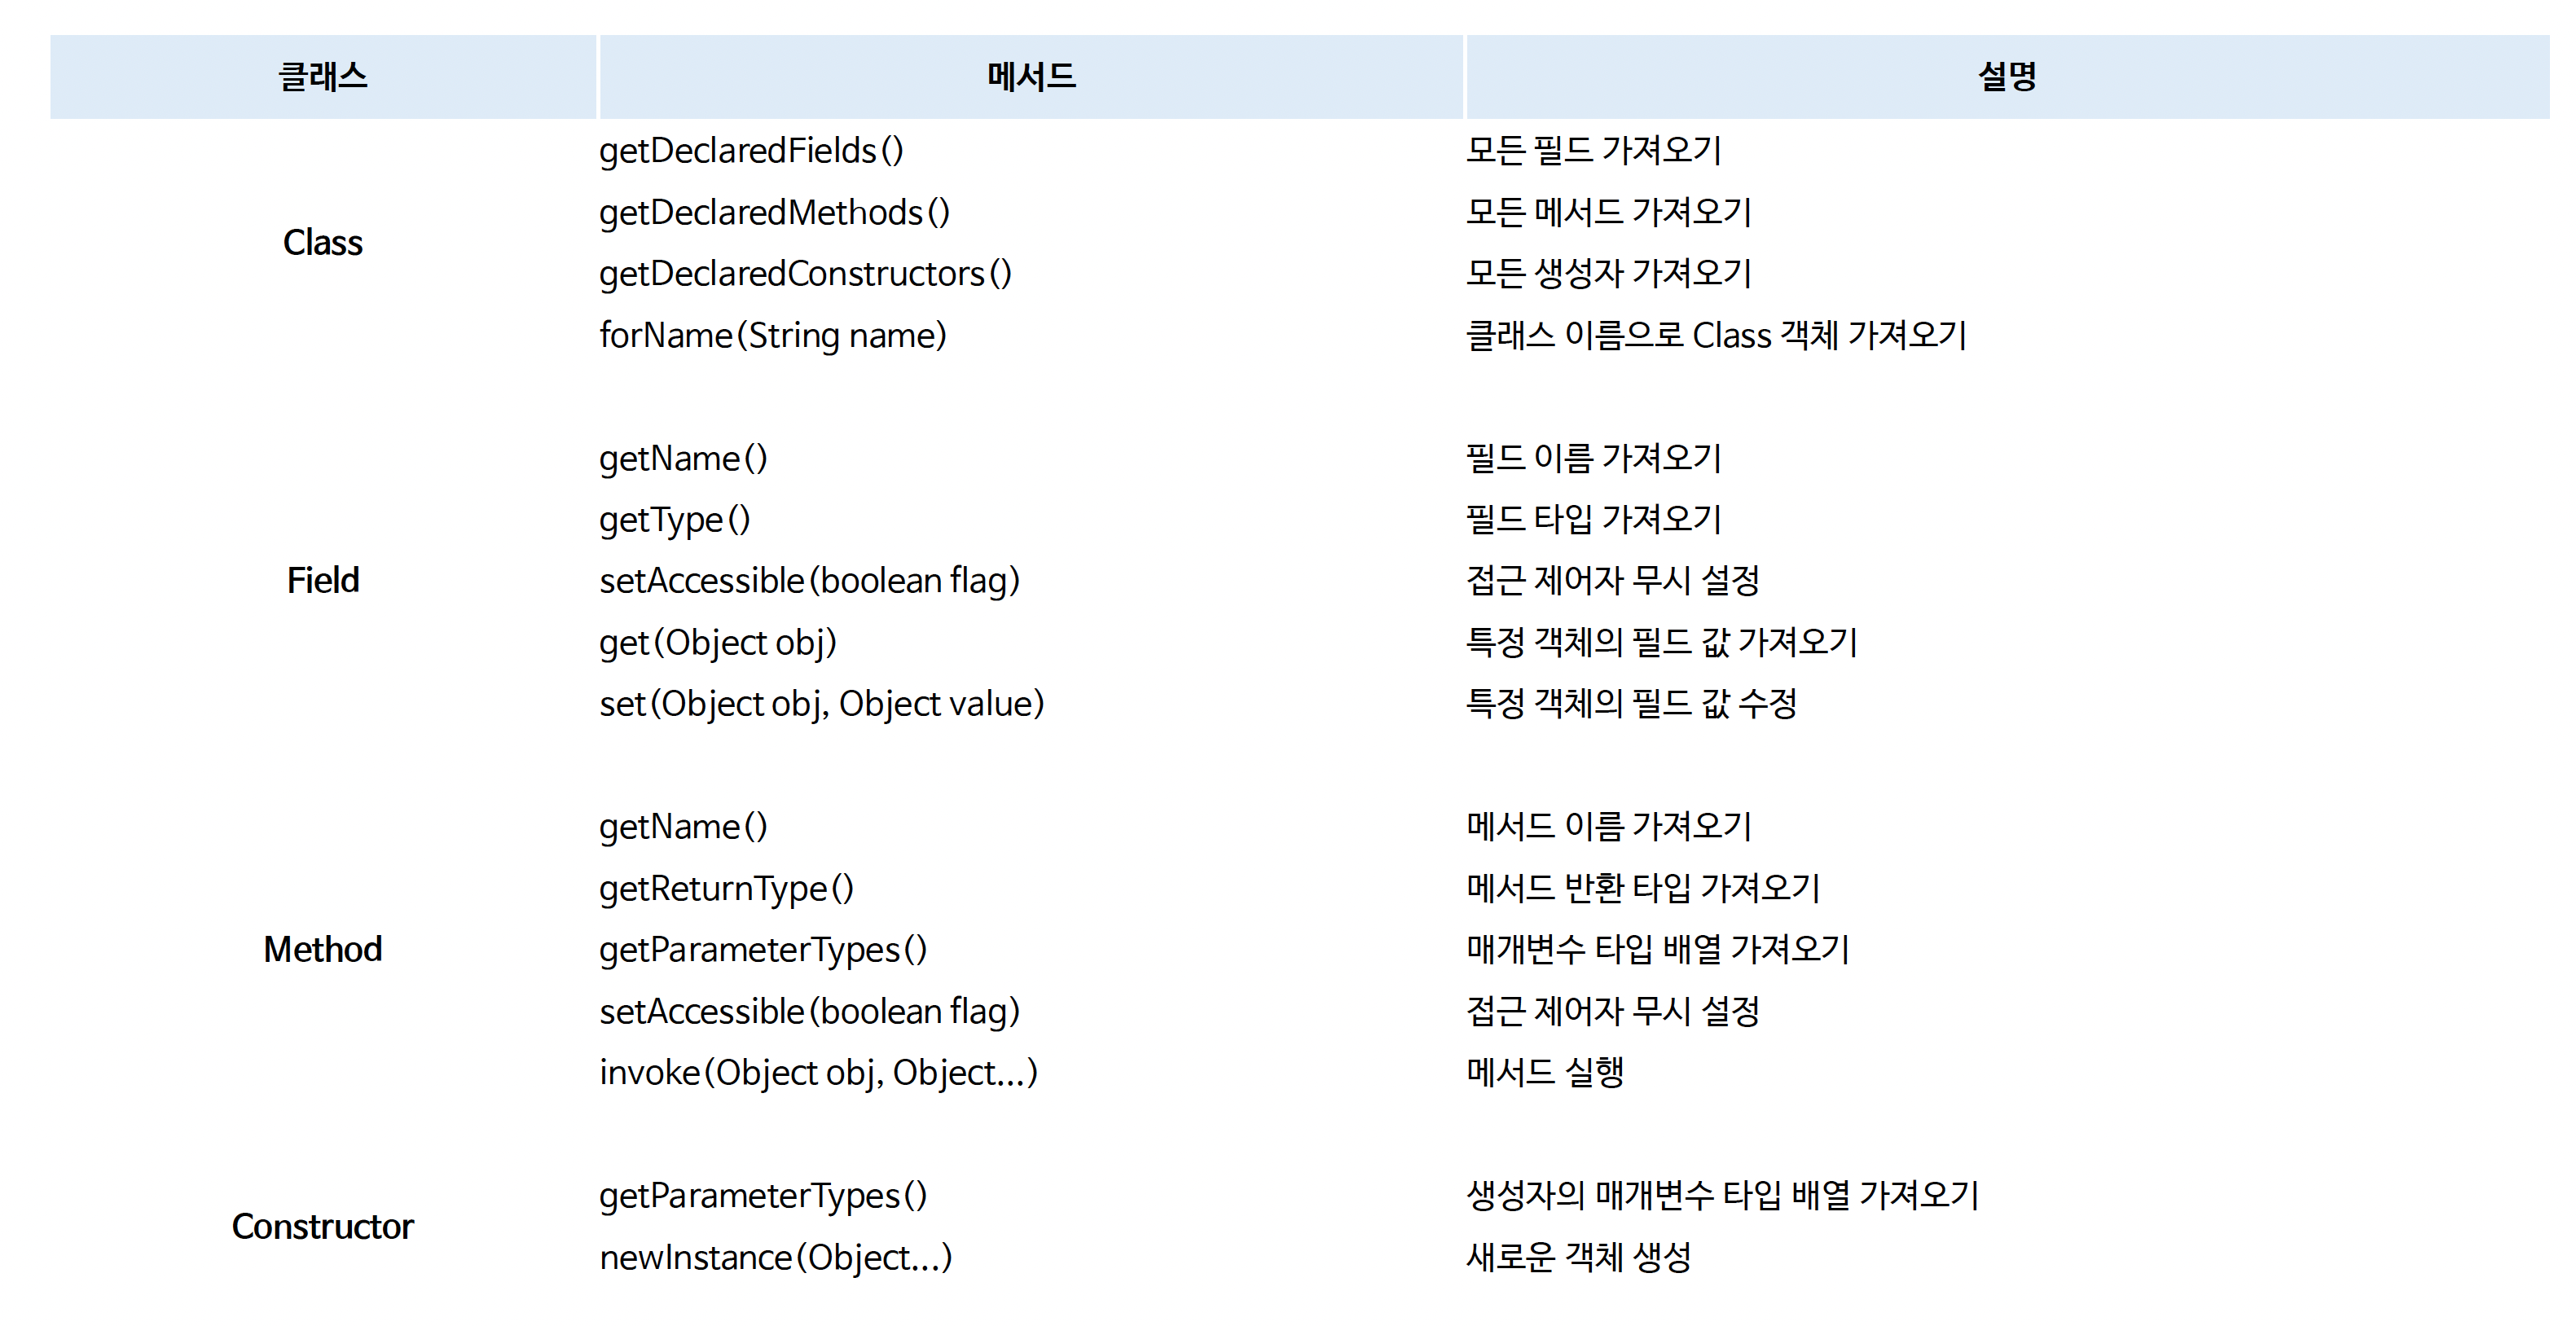 클래스 메서드 설명
Class
getDeclaredFields() 모든 필드 가져오기
getDeclaredMethods() 모든 메서드 가져오기
getDeclaredConstructors() 모든 생성자 가져오기
forName(String name) 클래스 이름으로 Class 객체 가져오기
Field
getName() 필드 이름 가져오기
getType() 필드 타입 가져오기
setAccessible(boolean flag) 접근 제어자 무시 설정
get(Object obj) 특정 객체의 필드 값 가져오기
set(Object obj, Object value) 특정 객체의 필드 값 수정
Method
getName() 메서드 이름 가져오기
getReturnType() 메서드 반환 타입 가져오기
getParameterTypes() 매개변수 타입 배열 가져오기
setAccessible(boolean flag) 접근 제어자 무시 설정
invoke(Object obj, Object...) 메서드 실행
Constructor
getParameterTypes() 생성자의 매개변수 타입 배열 가져오기
newInstance(Object...) 새로운 객체 생성